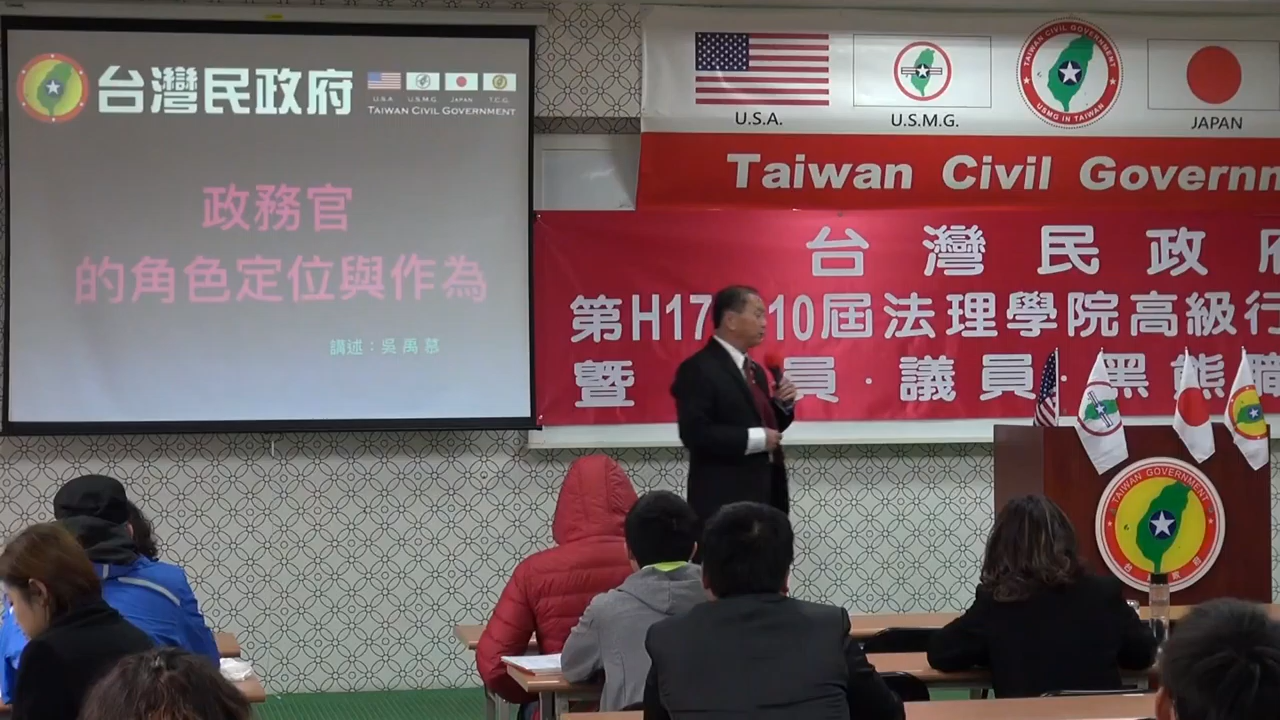 台灣民政府
U.S.A. U.S.M.G. JAPAN T.C.G.
TAIWAN CIVIL GOVERNMENT
政務官
的角色定位與作為
講述：吳禹慕
U.S.A.
U.S.M.G.
TAIWAN CIVIL GOVERNMENT
USMG IN TAIWAN
JAPAN
Taiwan Civil Governm
台灣民政府
第H17 10屆法理學院高級行
暨 員·議員·黑熊職
TAIWAN GOVERNMENT